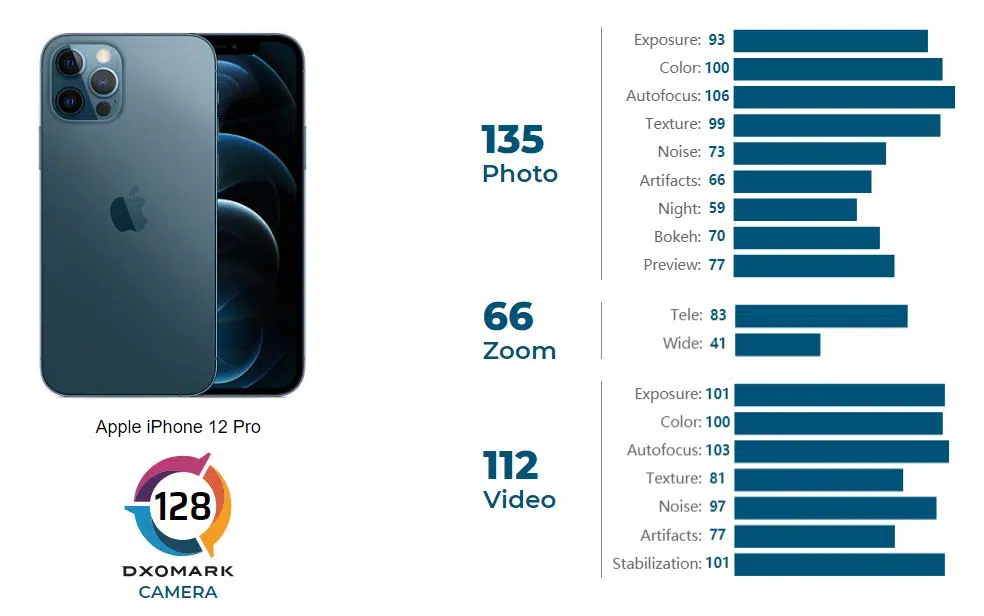 Apple iPhone 12 Pro
128
DXOMARK
CAMERA
135
Photo
Exposure: 93
Color: 100
Autofocus: 106
Texture: 99
Noise: 73
Artifacts: 66
Night: 59
Bokeh: 70
Preview: 77
66
Zoom
Tele: 83
Wide: 41
112
Video
Exposure: 101
Color: 100
Autofocus: 103
Texture: 81
Noise: 97
Artifacts: 77
Stabilization: 101